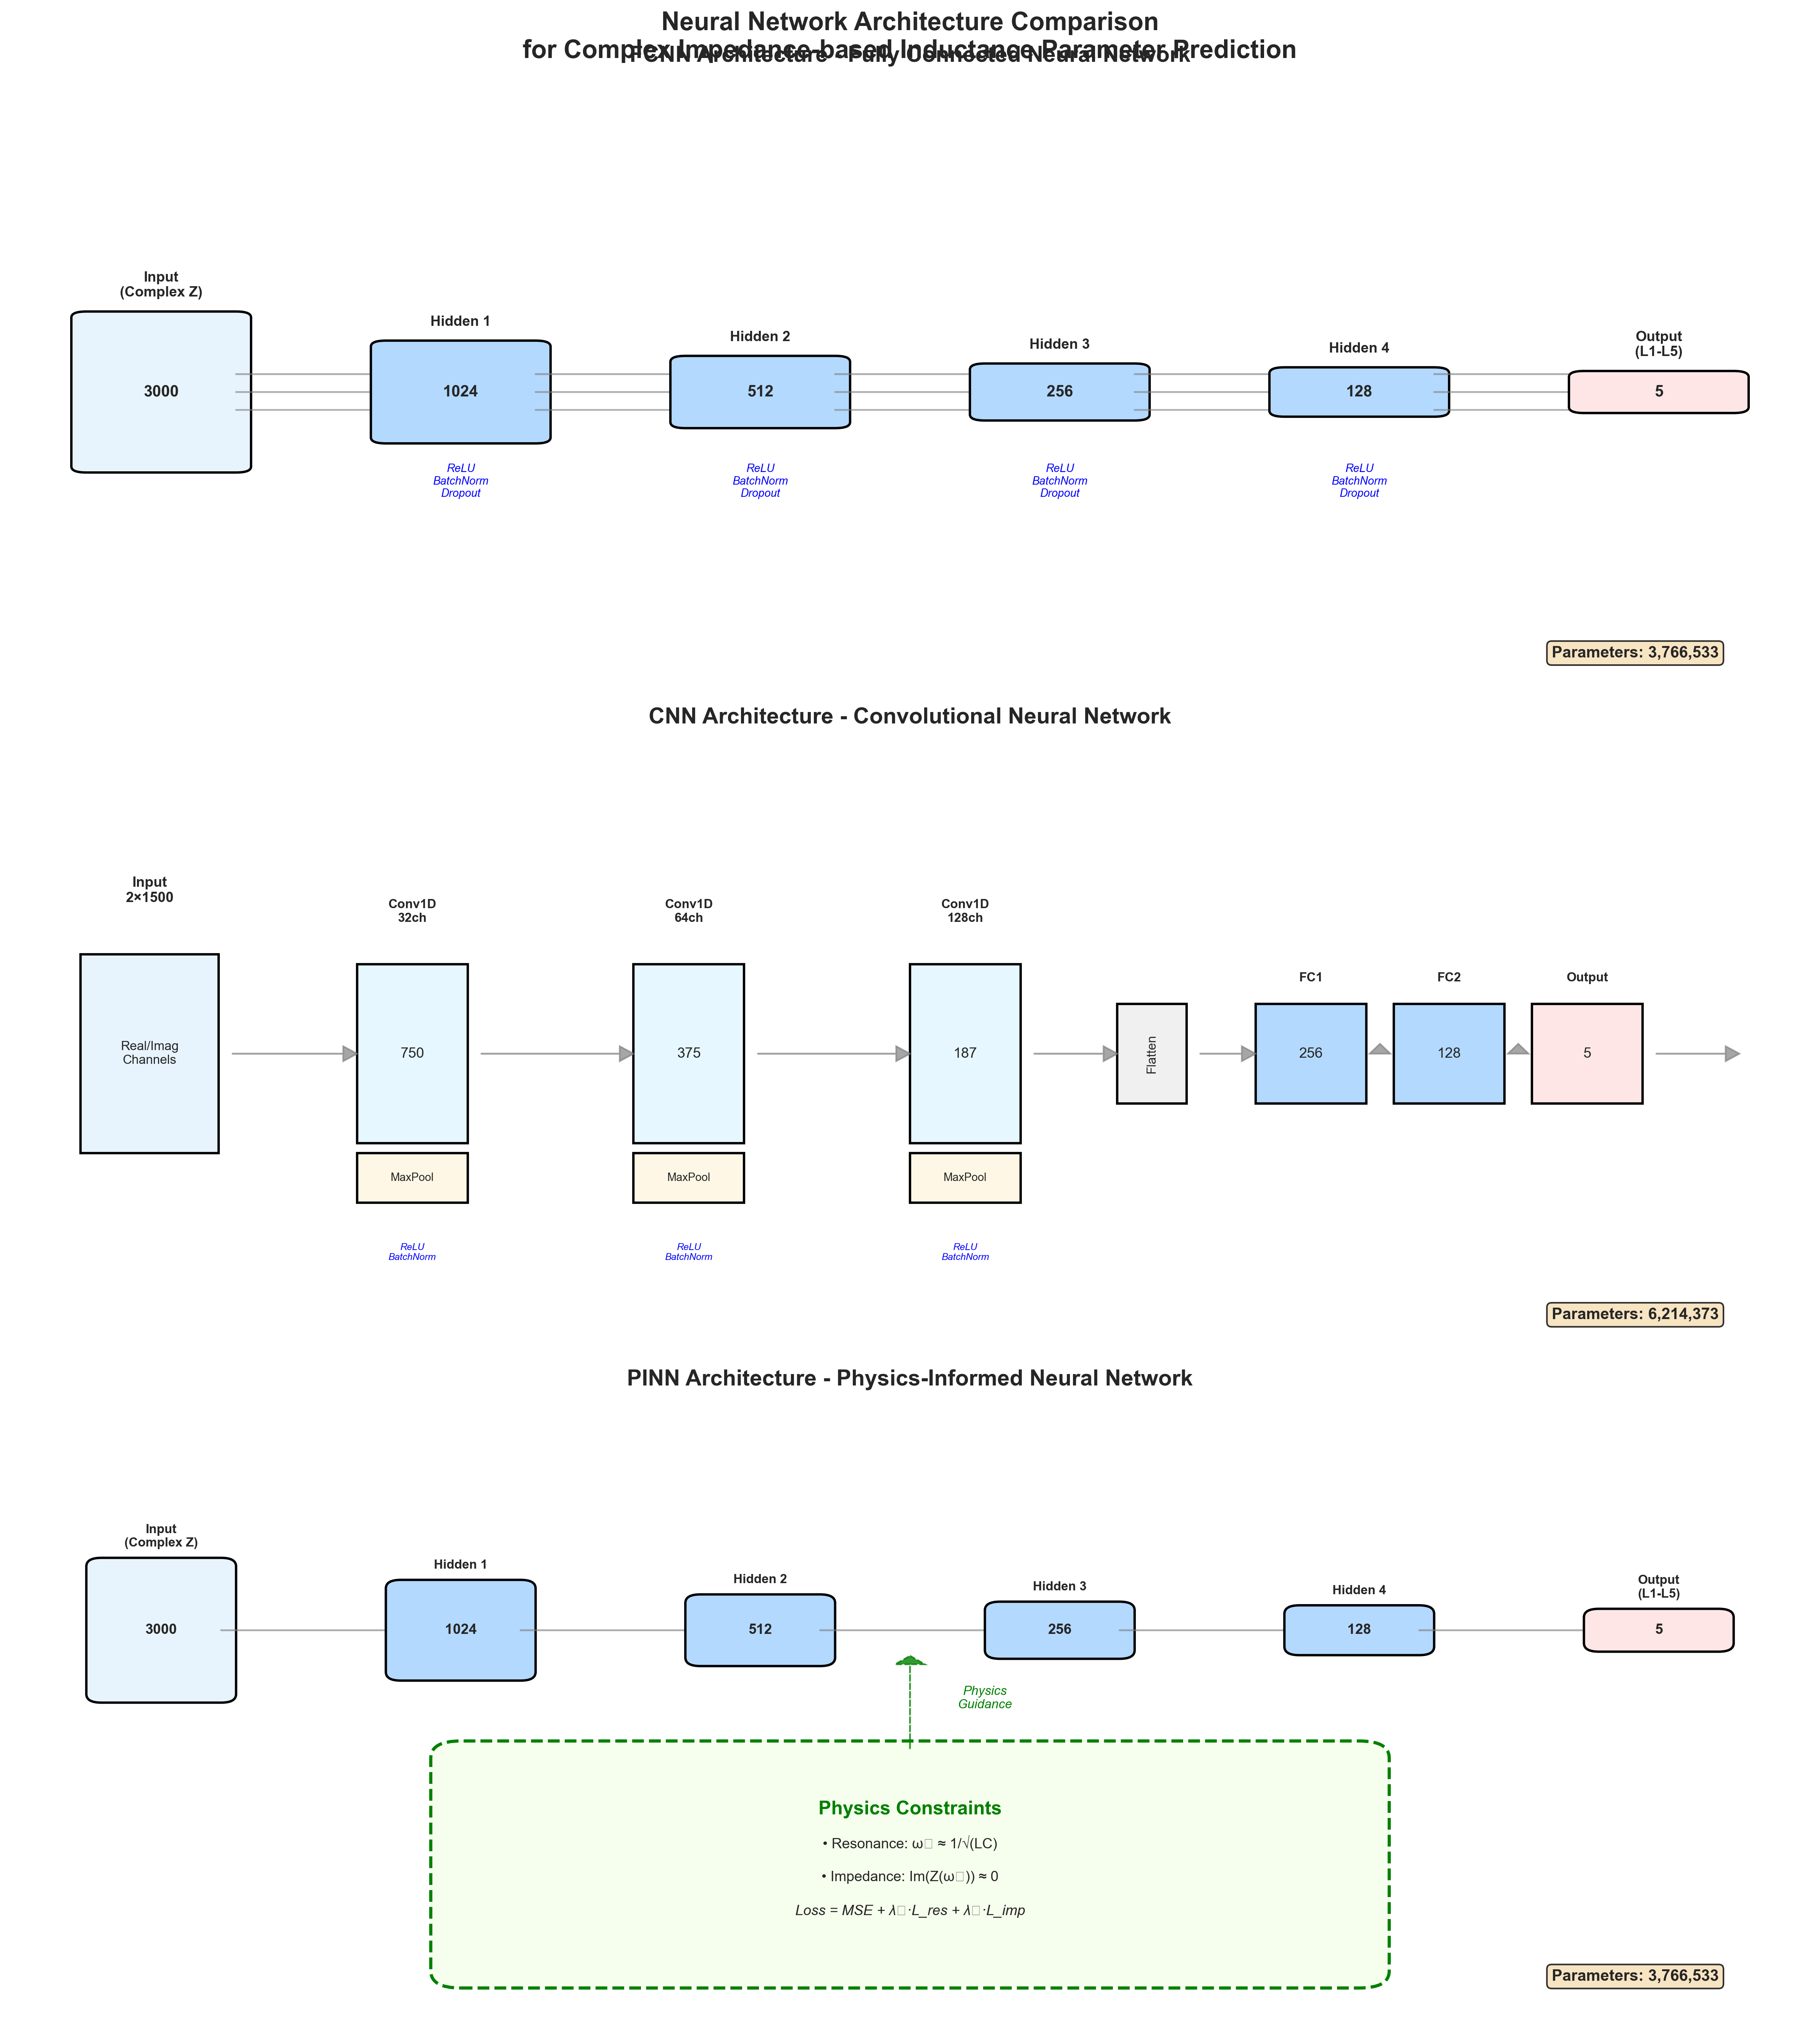 Neural Network Architecture Comparison
for Complex Impedance-based Inductance Parameter Prediction
FCNN Architecture - Fully Connected Neural Network
Input
(Complex Z)
3000
Hidden 1
1024
ReLU
BatchNorm
Dropout
Hidden 2
512
ReLU
BatchNorm
Dropout
Hidden 3
256
ReLU
BatchNorm
Dropout
Hidden 4
128
ReLU
BatchNorm
Dropout
Output
(L1-L5)
5
Parameters: 3,766,533
CNN Architecture - Convolutional Neural Network
Input
2×1500
Real/Imag
Channels
Conv1D
32ch
750
MaxPool
ReLU
BatchNorm
Conv1D
64ch
375
MaxPool
ReLU
BatchNorm
Conv1D
128ch
187
MaxPool
ReLU
BatchNorm
Flatten
FC1
256
FC2
128
Output
5
Parameters: 6,214,373
PINN Architecture - Physics-Informed Neural Network
Input
(Complex Z)
3000
Hidden 1
1024
Hidden 2
512
Hidden 3
256
Hidden 4
128
Output
(L1-L5)
5
Physics
Guidance
Physics Constraints
• Resonance: ω□ ≈ 1/√(LC)
• Impedance: Im(Z(ω□)) ≈ 0
Loss = MSE + λ□·L_res + λ□·L_imp
Parameters: 3,766,533